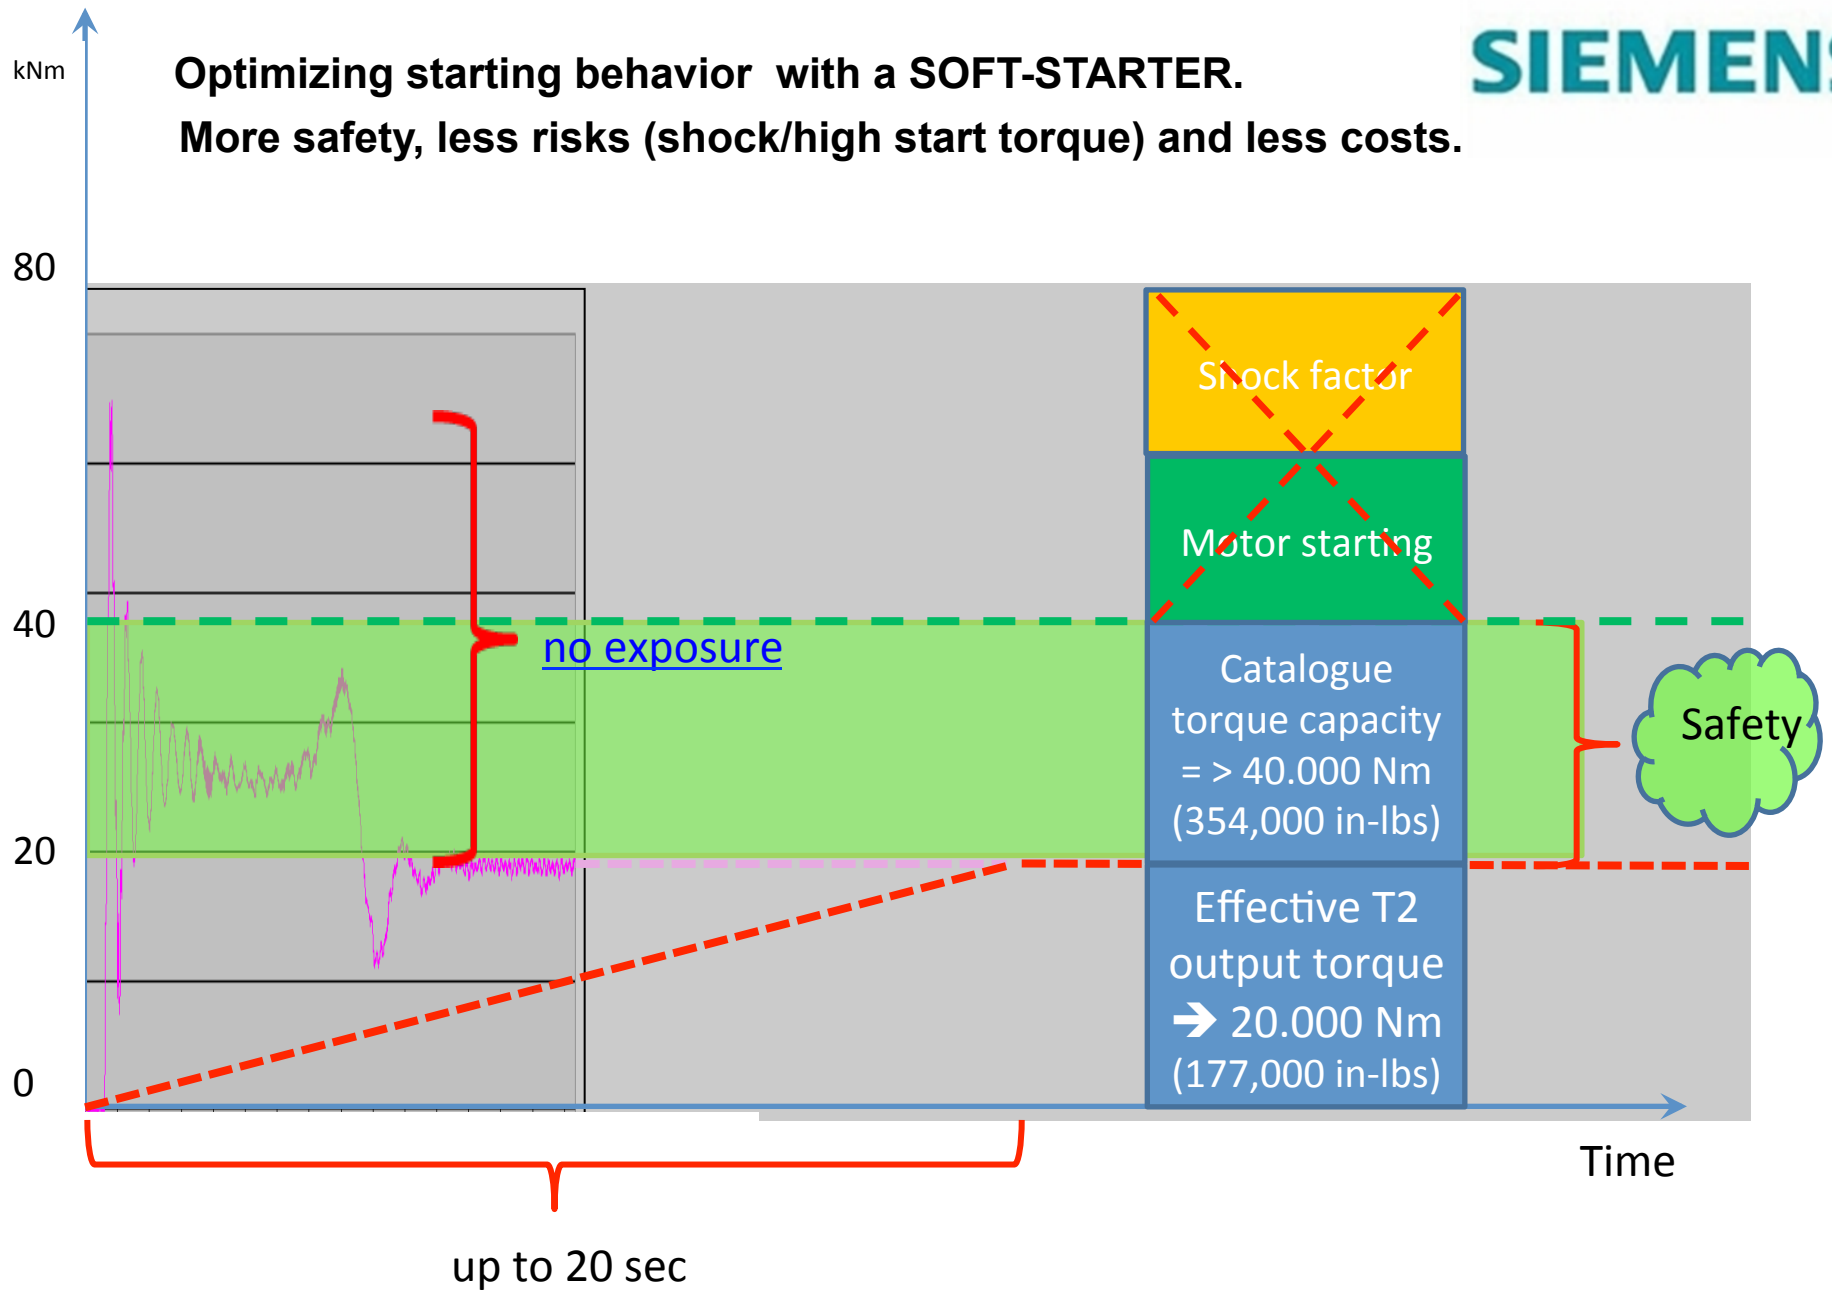 kNm
Optimizing starting behavior  with a SOFT-STARTER.
More safety, less risks (shock/high start torque) and less costs.
SIEMENS
80
40
20
0
no exposure
Shock factor
Motor starting
Catalogue
torque capacity
= > 40.000 Nm
(354,000 in-lbs)
Effective T2
output torque
➔ 20.000 Nm
(177,000 in-lbs)
Safety
Time
up to 20 sec